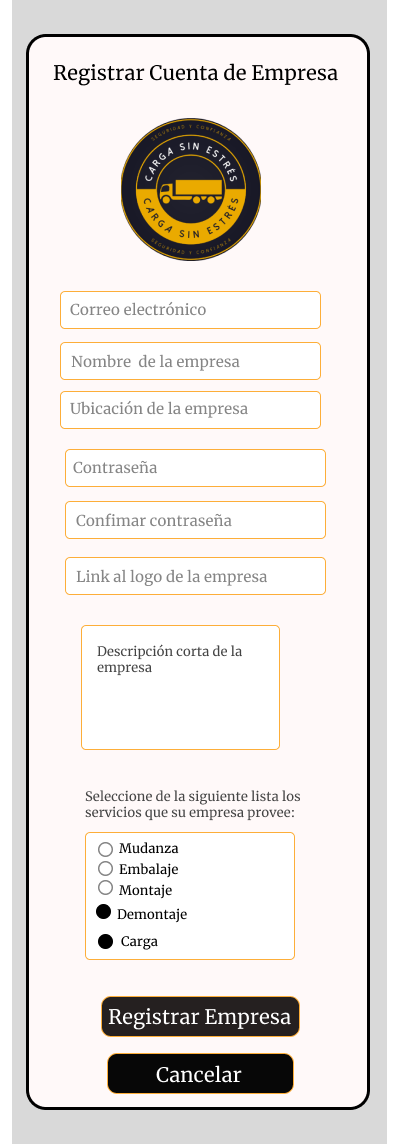 Registrar Cuenta de Empresa
SEGURIDAD Y CONFIANZA
CARGA SIN ESTRÉS
CARGA SIN ESTRÉS
SEGURIDAD Y CONFIANZA
Correo electrónico
Nombre  de la empresa
Ubicación de la empresa
Contraseña
Confimar contraseña
Link al logo de la empresa
Descripción corta de la
empresa
Seleccione de la siguiente lista los
servicios que su empresa provee:
Mudanza
Embalaje
Montaje
Demontaje
Carga
Registrar Empresa
Cancelar